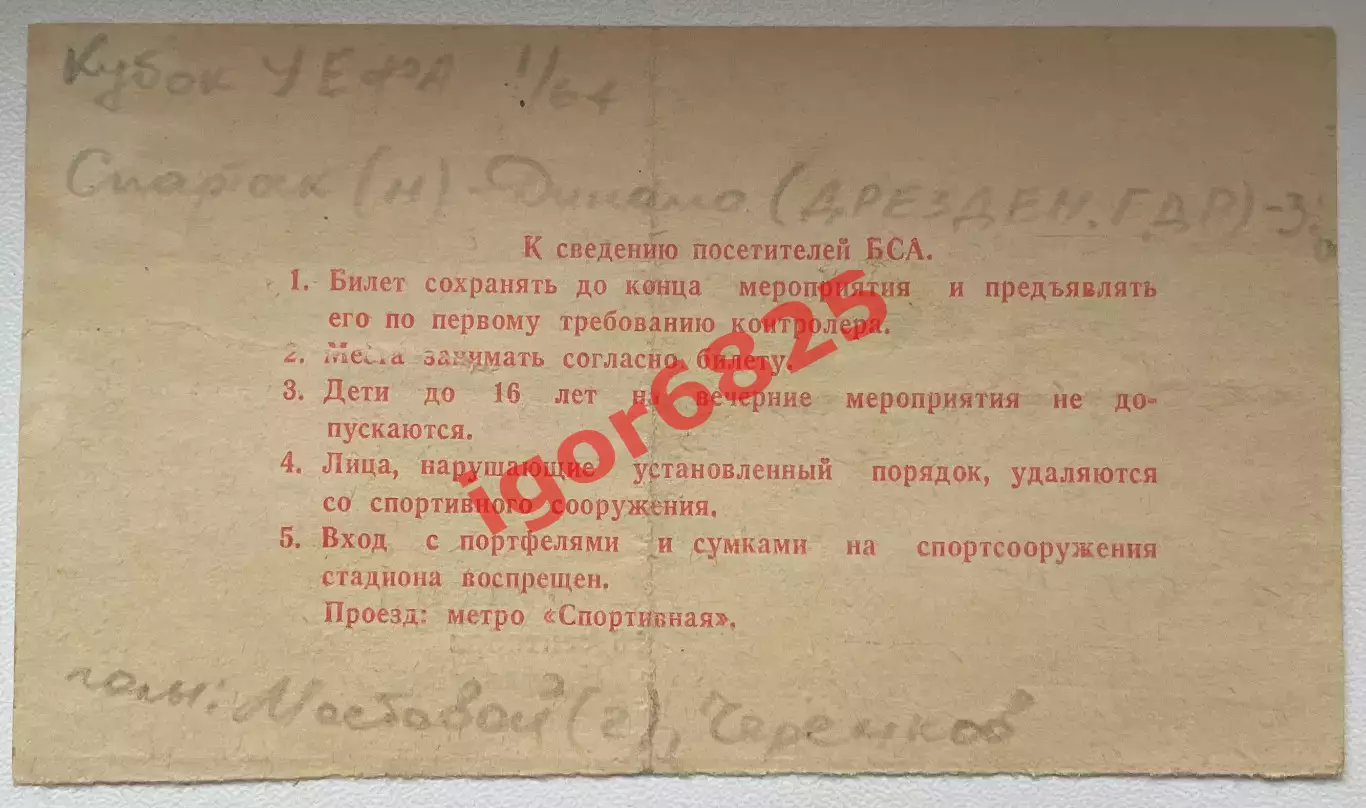 Кубок УЕФА 1/64
Спартак (м) - Динамо (ДРЕЗДЕН, ГДР) - 3:0
К сведению посетителей БСА.
1. Билет сохранять до конца мероприятия и предъявлять
его по первому требованию контролера.
2. Места занимать согласно билету.
3. Дети до 16 лет на вечерние мероприятия не до-
пускаются.
4. Лица, нарушающие установленный порядок, удаляются
со спортивного сооружения.
5. Вход с портфелями и сумками на спортсооружения
стадиона воспрещен.
Проезд: метро «Спортивная».
igor6825
голы: Мостовой (2), Черенков